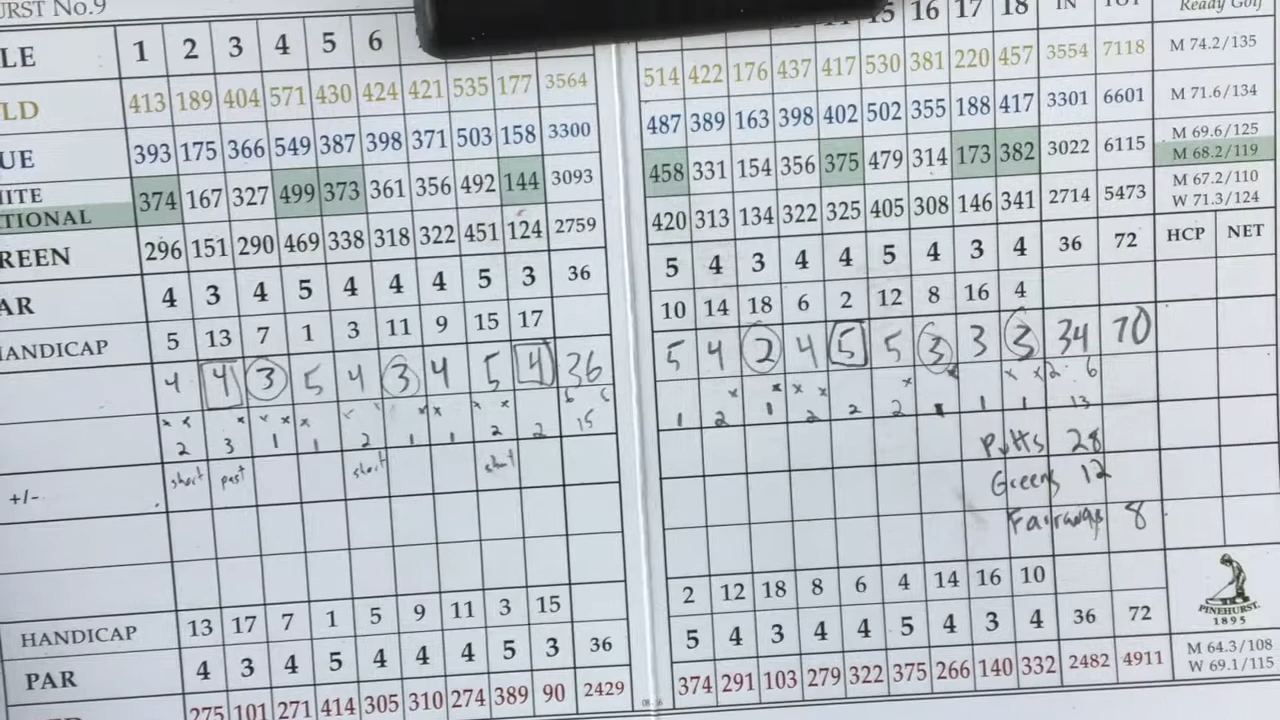 URST No.9
LE 1 2 3 4 5 6 15 16 17 18 IN TOT Ready Golf
LD 413 189 404 571 430 424 421 535 177 3564 514 422 176 437 417 530 381 220 457 3554 7118 M 74.2/135
UE 393 175 366 549 387 398 371 503 158 3300 487 389 163 398 402 502 355 188 417 3301 6601 M 71.6/134
HITE 374 167 327 499 373 361 356 492 144 3093 458 331 154 356 375 479 314 173 382 3022 6115 M 69.6/125
TIONAL M 68.2/119
REEN 296 151 290 469 338 318 322 451 124 2759 420 313 134 322 325 405 308 146 341 2714 5473 M 67.2/110
W 71.3/124
AR 4 3 4 5 4 4 4 5 3 36 5 4 3 4 4 5 4 3 4 36 72 HCP NET
HANDICAP 5 13 7 1 3 11 9 15 17 10 14 18 6 2 12 8 16 4
4 4 3 5 4 3 4 5 4 36 5 4 2 4 5 5 3 3 3 34 70
2 3 1 1 2 1 1 2 2 15 1 2 1 2 2 2 1 1 13
+/- short past short short
Putts 28
Greens 12
Fairways 8
HANDICAP 13 17 7 1 5 9 11 3 15 2 12 18 8 6 4 14 16 10
PAR 4 3 4 5 4 4 4 5 3 36 5 4 3 4 4 5 4 3 4 36 72
275 101 271 414 305 310 274 389 90 2429 374 291 103 279 322 375 266 140 332 2482 4911 M 64.3/108
W 69.1/115
PINEHURST
1895